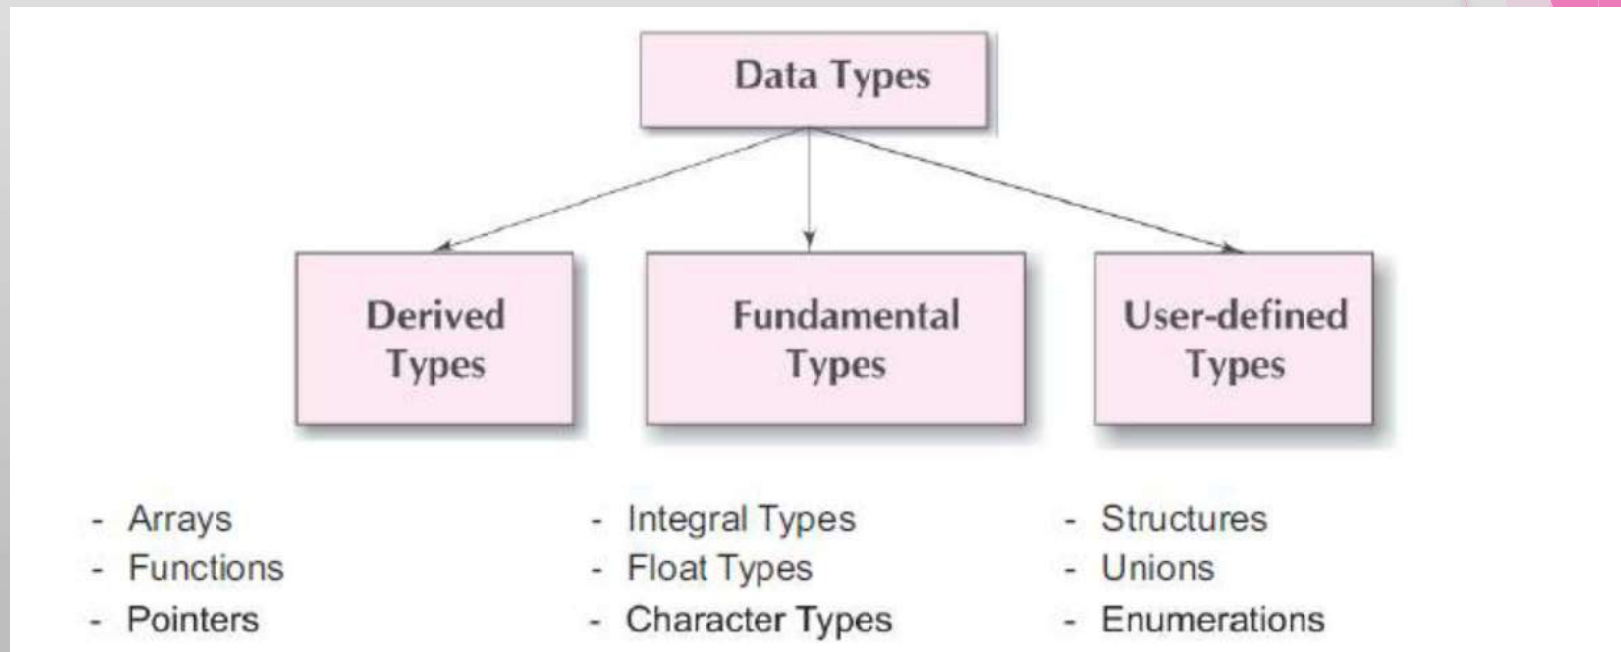 Data Types
Derived
Types
Fundamental
Types
User-defined
Types
- Arrays
- Functions
- Pointers
- Integral Types
- Float Types
- Character Types
- Structures
- Unions
- Enumerations